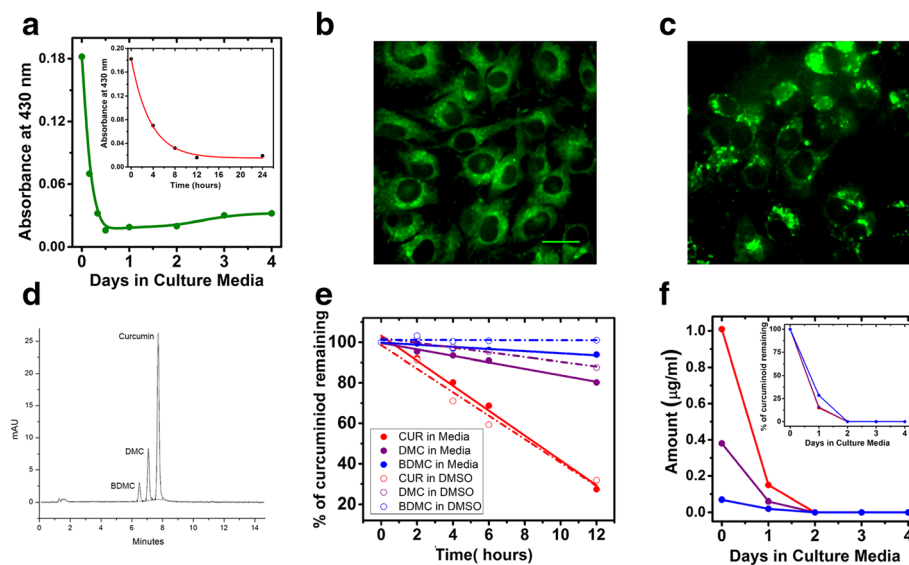 a
Absorbance at 430 nm
0.18
0.12
0.06
0.00
0 1 2 3 4
Days in Culture Media
Absorbance at 430 nm
0.20
0.16
0.12
0.08
0.04
0.00
0 4 8 12 16 20 24
Time (hours)
b
c
d
mAU
25
20
15
10
5
0
Curcumin
DMC
BDMC
0 2 4 6 8 10 12 14
Minutes
e
% of curcuminiod remaining
100
80
60
40
20
CUR in Media
DMC in Media
BDMC in Media
CUR in DMSO
DMC in DMSO
BDMC in DMSO
0 2 4 6 8 10 12
Time( hours)
f
Amount (µg/ml)
1.0
0.8
0.6
0.4
0.2
0.0
0 1 2 3 4
Days in Culture Media
% of curcuminoid remaining
100
75
50
25
0
0 1 2 3 4
Days in Culture Media